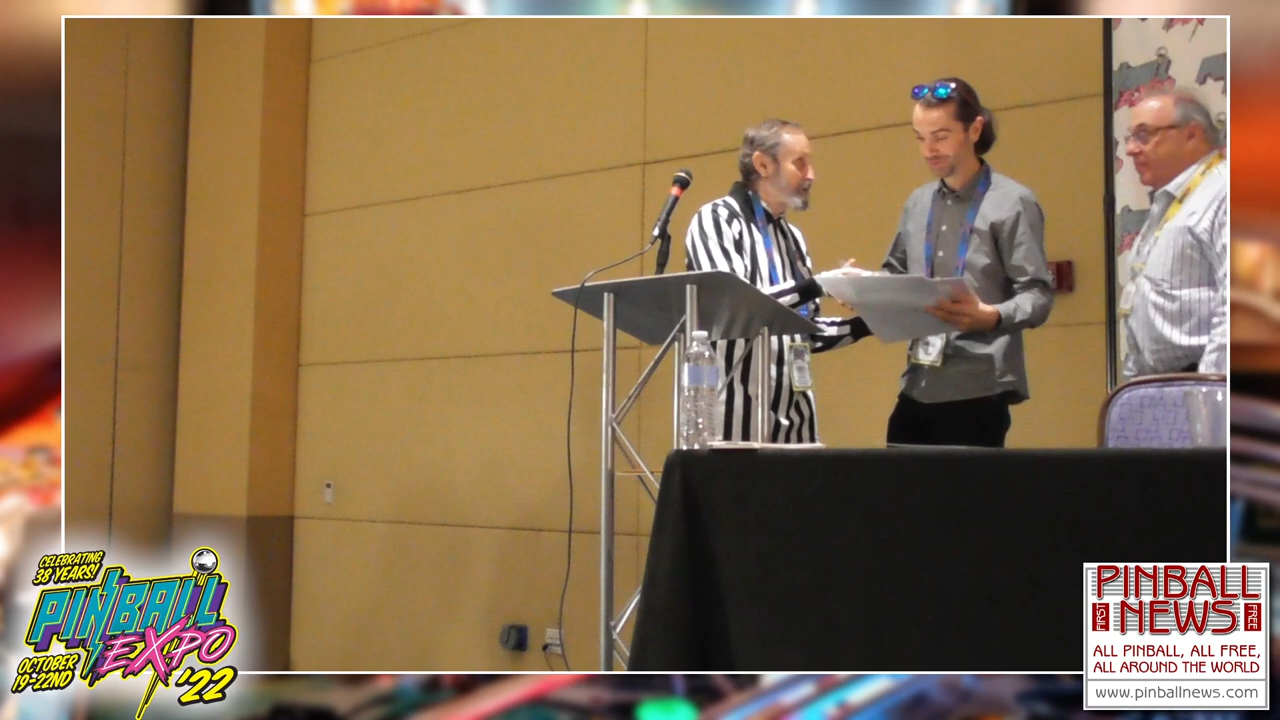 CELEBRATING
38 YEARS!
PINBALL
EXPO
OCTOBER
19-22ND
'22
PINBALL
FIRST NEWS FREE
ALL PINBALL, ALL FREE,
ALL AROUND THE WORLD
www.pinballnews.com